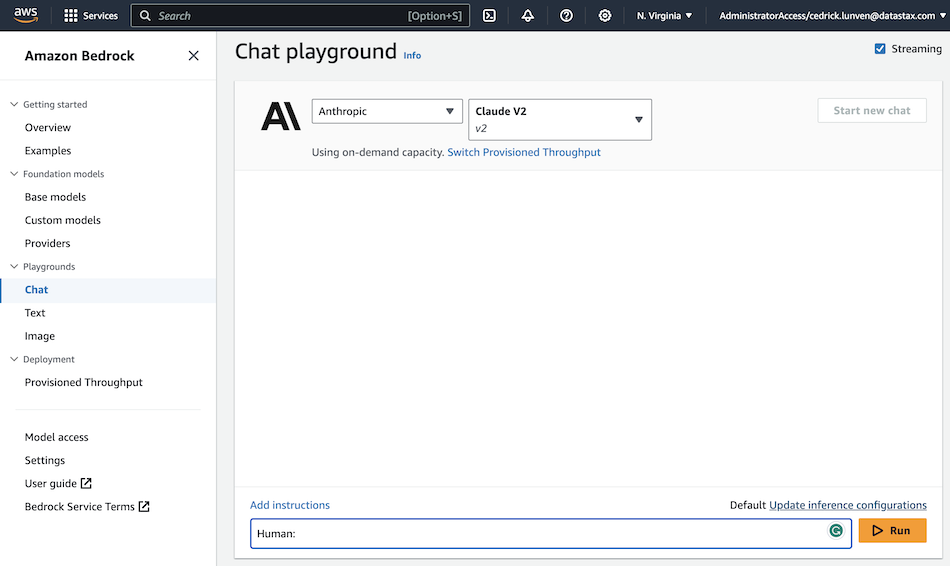 aws
Services
Search
[Option+S]
N. Virginia
AdministratorAccess/cedrick.lunven@datastax.com
Amazon Bedrock
Getting started
Overview
Examples
Foundation models
Base models
Custom models
Providers
Playgrounds
Chat
Text
Image
Deployment
Provisioned Throughput
Model access
Settings
User guide
Bedrock Service Terms
Chat playground Info
Streaming
Anthropic
Claude V2
v2
Start new chat
Using on-demand capacity. Switch Provisioned Throughput
Add instructions
Default Update inference configurations
Human:
Run